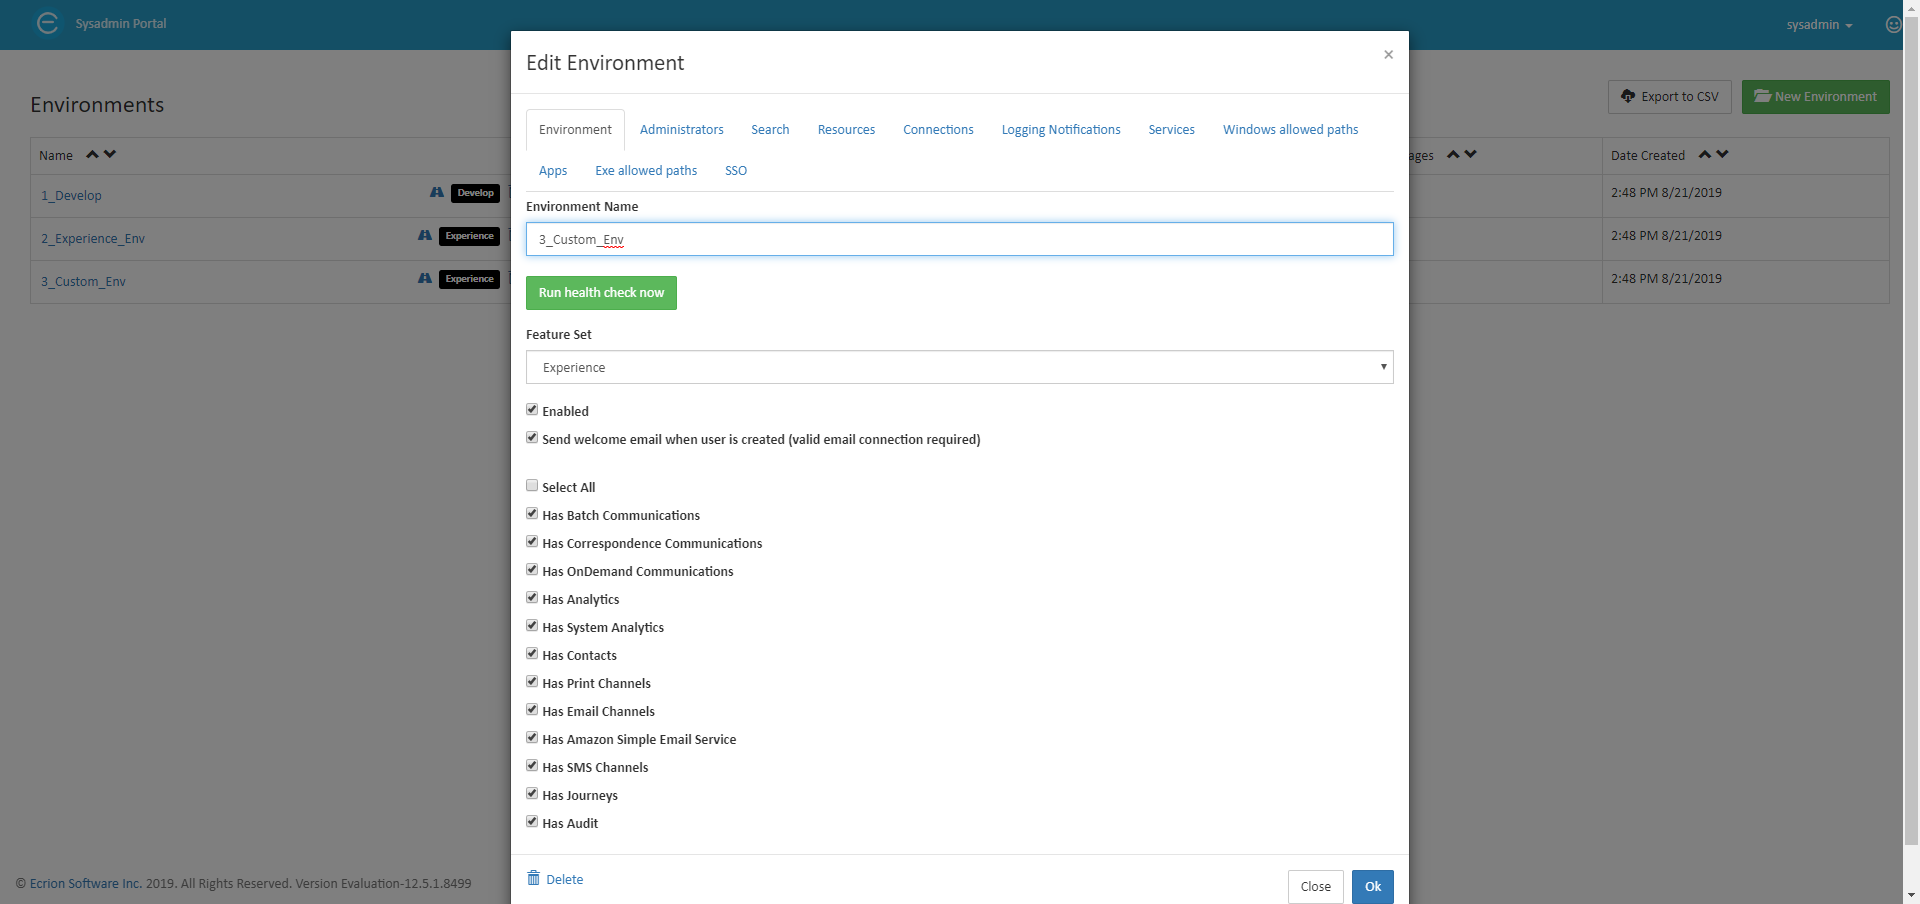 Sysadmin Portal
sysadmin
Edit Environment
×
Environments
Export to CSV
New Environment
Environment
Administrators
Search
Resources
Connections
Logging Notifications
Services
Windows allowed paths
Apps
Exe allowed paths
SSO
Name
ages
Date Created
1_Develop
Develop
2:48 PM 8/21/2019
2_Experience_Env
Experience
2:48 PM 8/21/2019
3_Custom_Env
Experience
2:48 PM 8/21/2019
Environment Name
3_Custom_Env
Run health check now
Feature Set
Experience
Enabled
Send welcome email when user is created (valid email connection required)
Select All
Has Batch Communications
Has Correspondence Communications
Has OnDemand Communications
Has Analytics
Has System Analytics
Has Contacts
Has Print Channels
Has Email Channels
Has Amazon Simple Email Service
Has SMS Channels
Has Journeys
Has Audit
Delete
Close
Ok
© Ecrion Software Inc. 2019. All Rights Reserved. Version Evaluation-12.5.1.8499